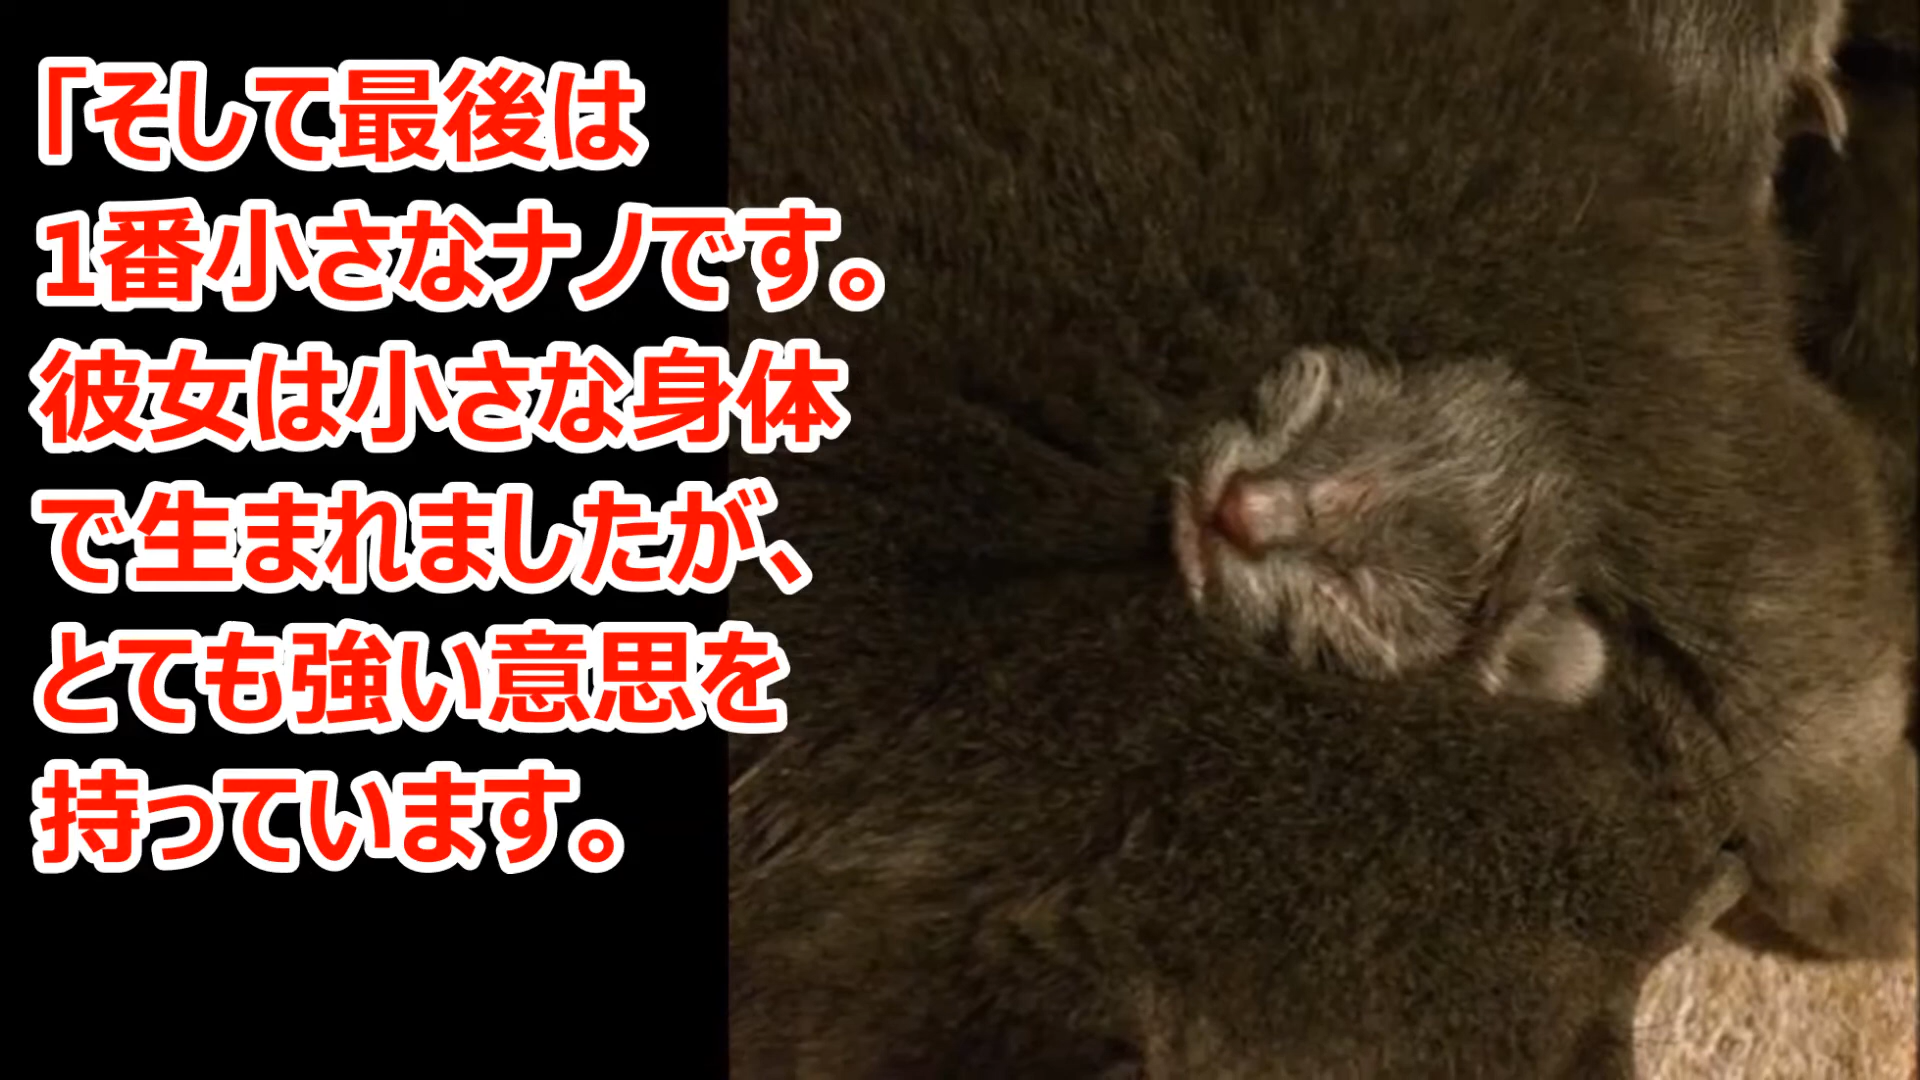 「そして最後は
1番小さなナノです。
彼女は小さな身体
で生まれましたが、
とても強い意思を
持っています。